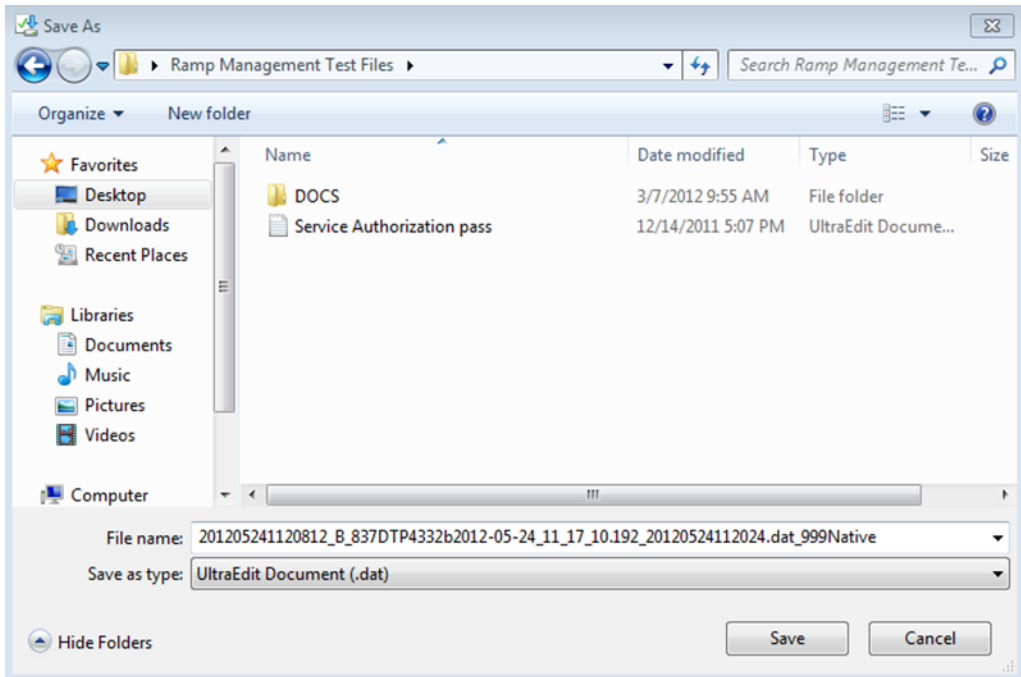 Save As
Ramp Management Test Files
Search Ramp Management Te...
Organize
New folder
Name
Date modified
Type
Size
Favorites
Desktop
Downloads
Recent Places
Libraries
Documents
Music
Pictures
Videos
Computer
DOCS 3/7/2012 9:55 AM File folder
Service Authorization pass 12/14/2011 5:07 PM UltraEdit Docume...
File name: 201205241120812_B_837DTP4332b2012-05-24_11_17_10.192_20120524112024.dat_999Native
Save as type: UltraEdit Document (.dat)
Hide Folders
Save
Cancel